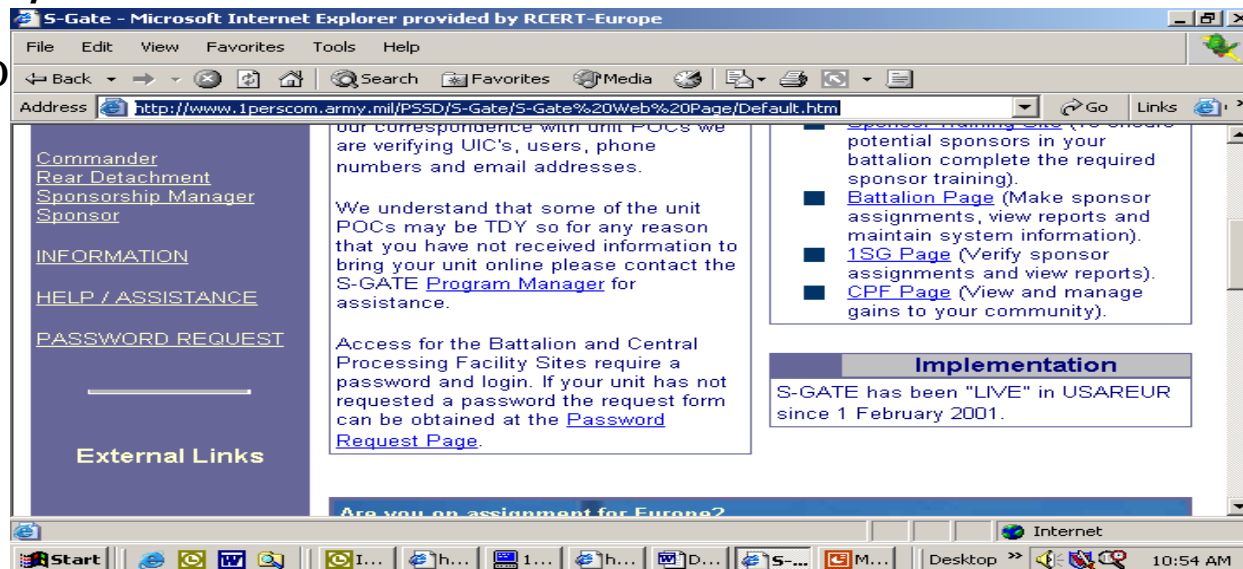 S-Gate - Microsoft Internet Explorer provided by RCERT-Europe
File Edit View Favorites Tools Help
Back Search Favorites Media
Address http://www.1perscom.army.mil/PSSD/S-Gate/S-Gate%20Web%20Page/Default.htm Go Links
Commander
Rear Detachment
Sponsorship Manager
Sponsor
INFORMATION
HELP / ASSISTANCE
PASSWORD REQUEST
External Links
our correspondence with unit POCs we
are verifying UIC's, users, phone
numbers and email addresses.
We understand that some of the unit
POCs may be TDY so for any reason
that you have not received information to
bring your unit online please contact the
S-GATE Program Manager for
assistance.
Access for the Battalion and Central
Processing Facility Sites require a
password and login. If your unit has not
requested a password the request form
can be obtained at the Password
Request Page.
Sponsor Training Site (To ensure
potential sponsors in your
battalion complete the required
sponsor training).
Battalion Page (Make sponsor
assignments, view reports and
maintain system information).
1SG Page (Verify sponsor
assignments and view reports).
CPF Page (View and manage
gains to your community).
Implementation
S-GATE has been "LIVE" in USAREUR
since 1 February 2001.
Are you on assignment for Europe?
Internet
Start I... h... 1... h... D... S-... M... Desktop » 10:54 AM